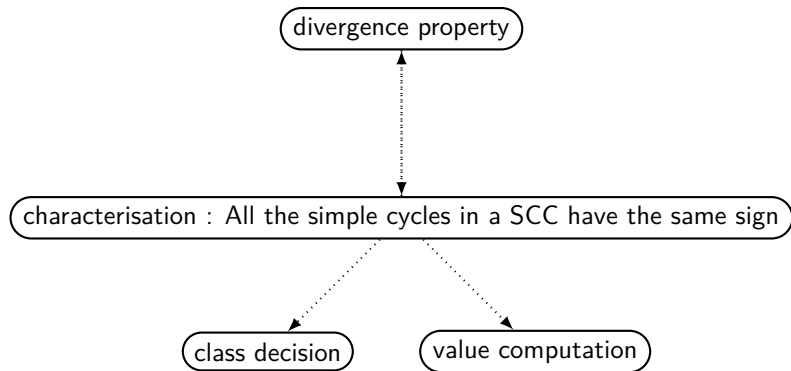 divergence property
characterisation : All the simple cycles in a SCC have the same sign
class decision
value computation